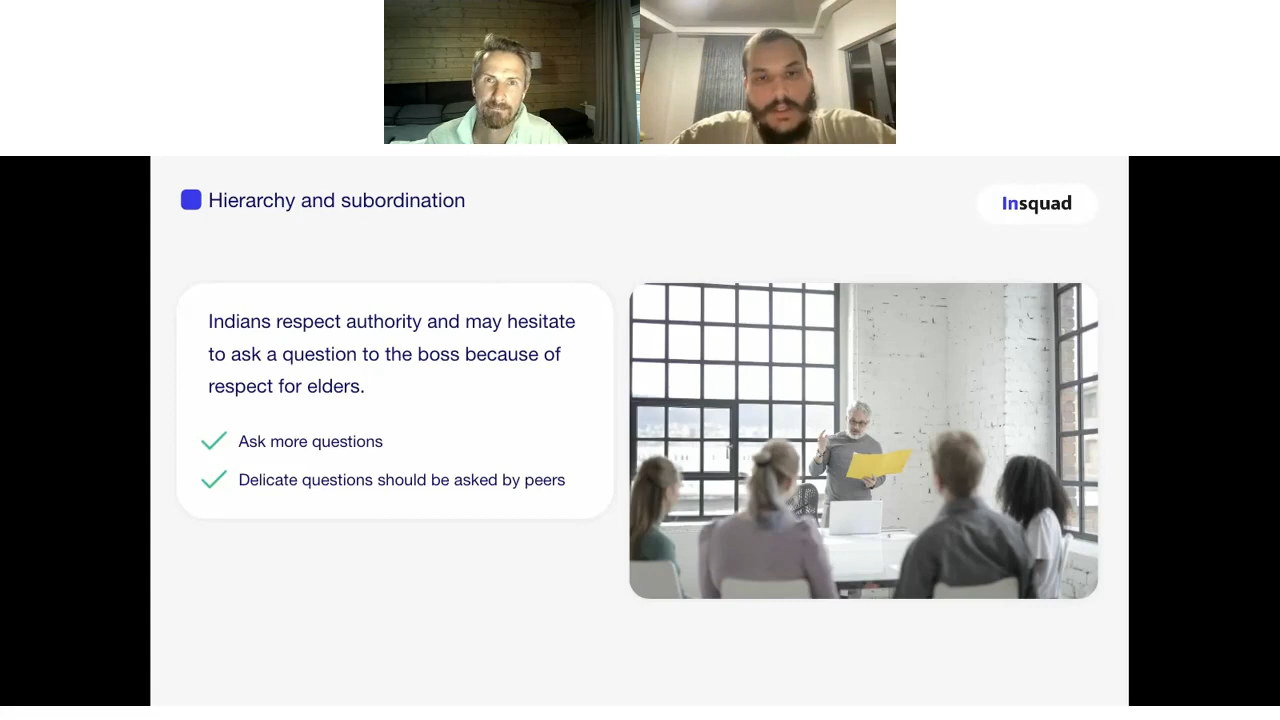 Hierarchy and subordination
Insquad
Indians respect authority and may hesitate
to ask a question to the boss because of
respect for elders.
Ask more questions
Delicate questions should be asked by peers